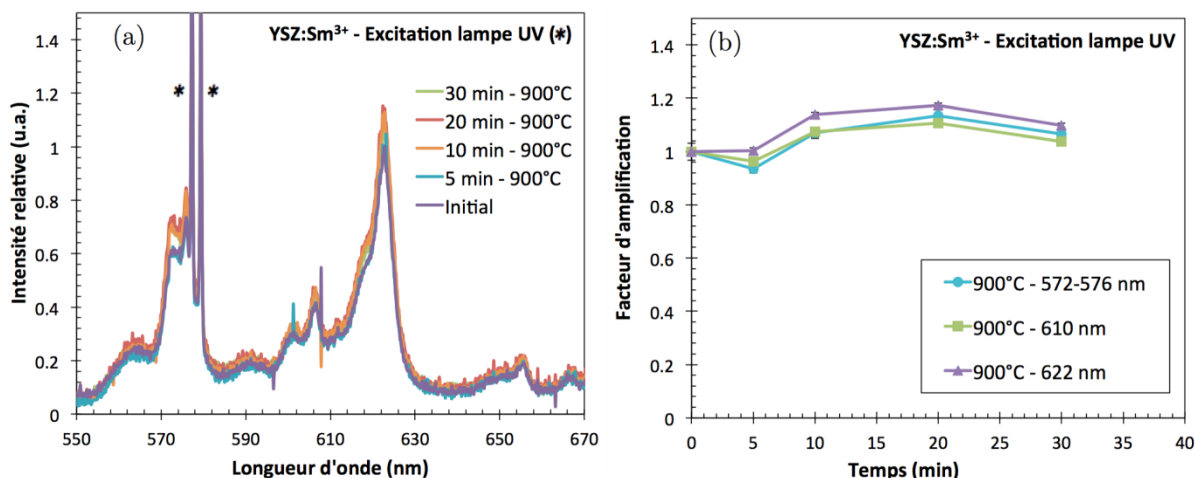 (a)
YSZ:Sm³⁺ - Excitation lampe UV (*)
* *
30 min - 900°C
20 min - 900°C
10 min - 900°C
5 min - 900°C
Initial
Intensité relative (u.a.)
1.4
1.2
1
0.8
0.6
0.4
0.2
0
550 570 590 610 630 650 670
Longueur d'onde (nm)
(b)
YSZ:Sm³⁺ - Excitation lampe UV
Facteur d'amplification
1.4
1.2
1
0.8
0.6
0.4
0.2
0
900°C - 572-576 nm
900°C - 610 nm
900°C - 622 nm
0 5 10 15 20 25 30 35 40
Temps (min)